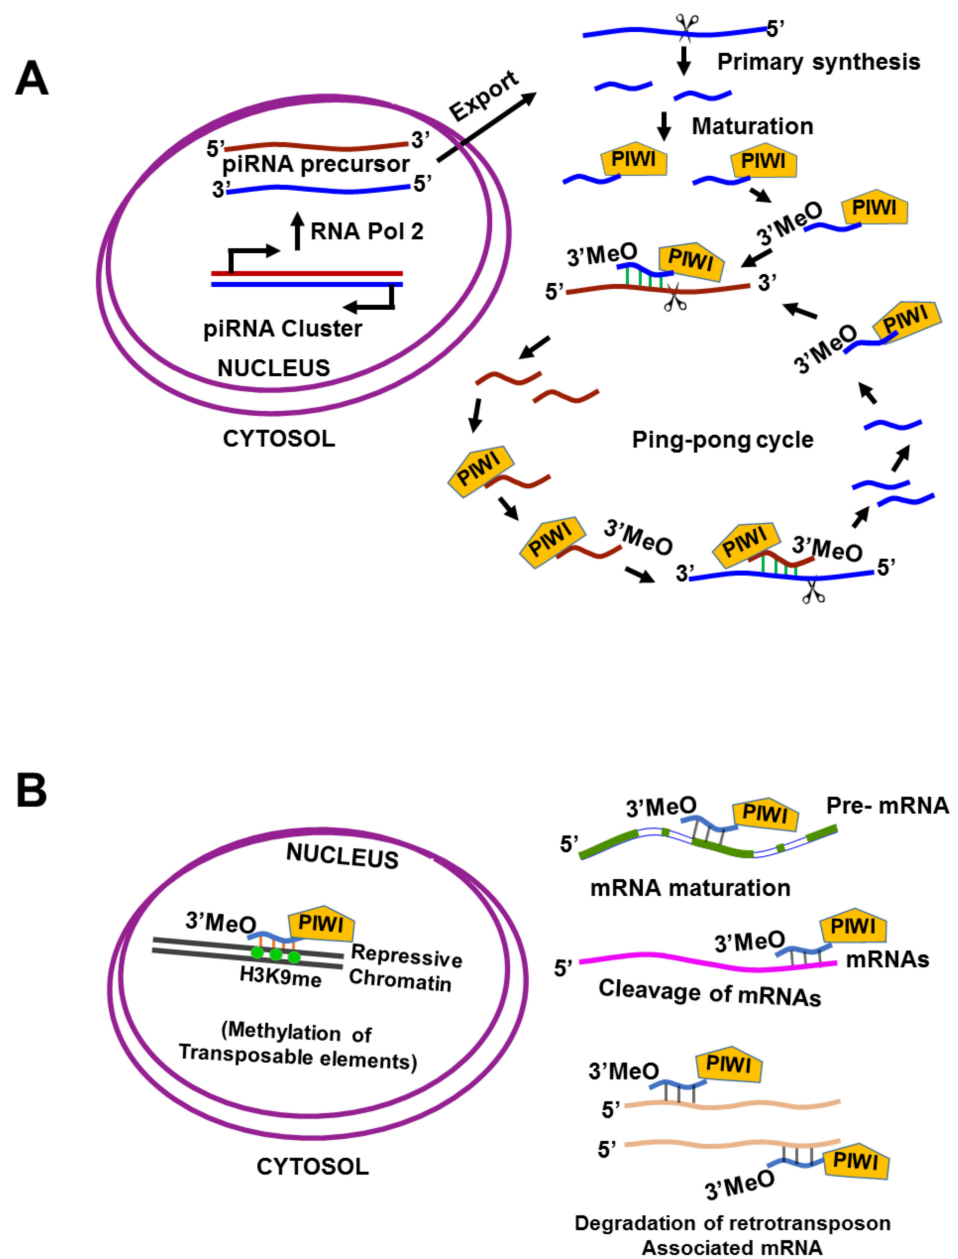 A
5’
Primary synthesis
Export
5’
3’
piRNA precursor
3’
5’
Maturation
PIWI
PIWI
RNA Pol 2
3’MeO
PIWI
3’MeO
PIWI
5’
3’
piRNA Cluster
3’MeO
PIWI
NUCLEUS
CYTOSOL
Ping-pong cycle
PIWI
PIWI
3’MeO
PIWI
3’MeO
3’
5’
B
NUCLEUS
3’MeO
PIWI
Repressive
Chromatin
H3K9me
(Methylation of
Transposable elements)
CYTOSOL
3’MeO
PIWI
Pre- mRNA
5’
mRNA maturation
3’MeO
PIWI
5’
mRNAs
Cleavage of mRNAs
3’MeO
PIWI
5’
5’
3’MeO
PIWI
Degradation of retrotransposon
Associated mRNA